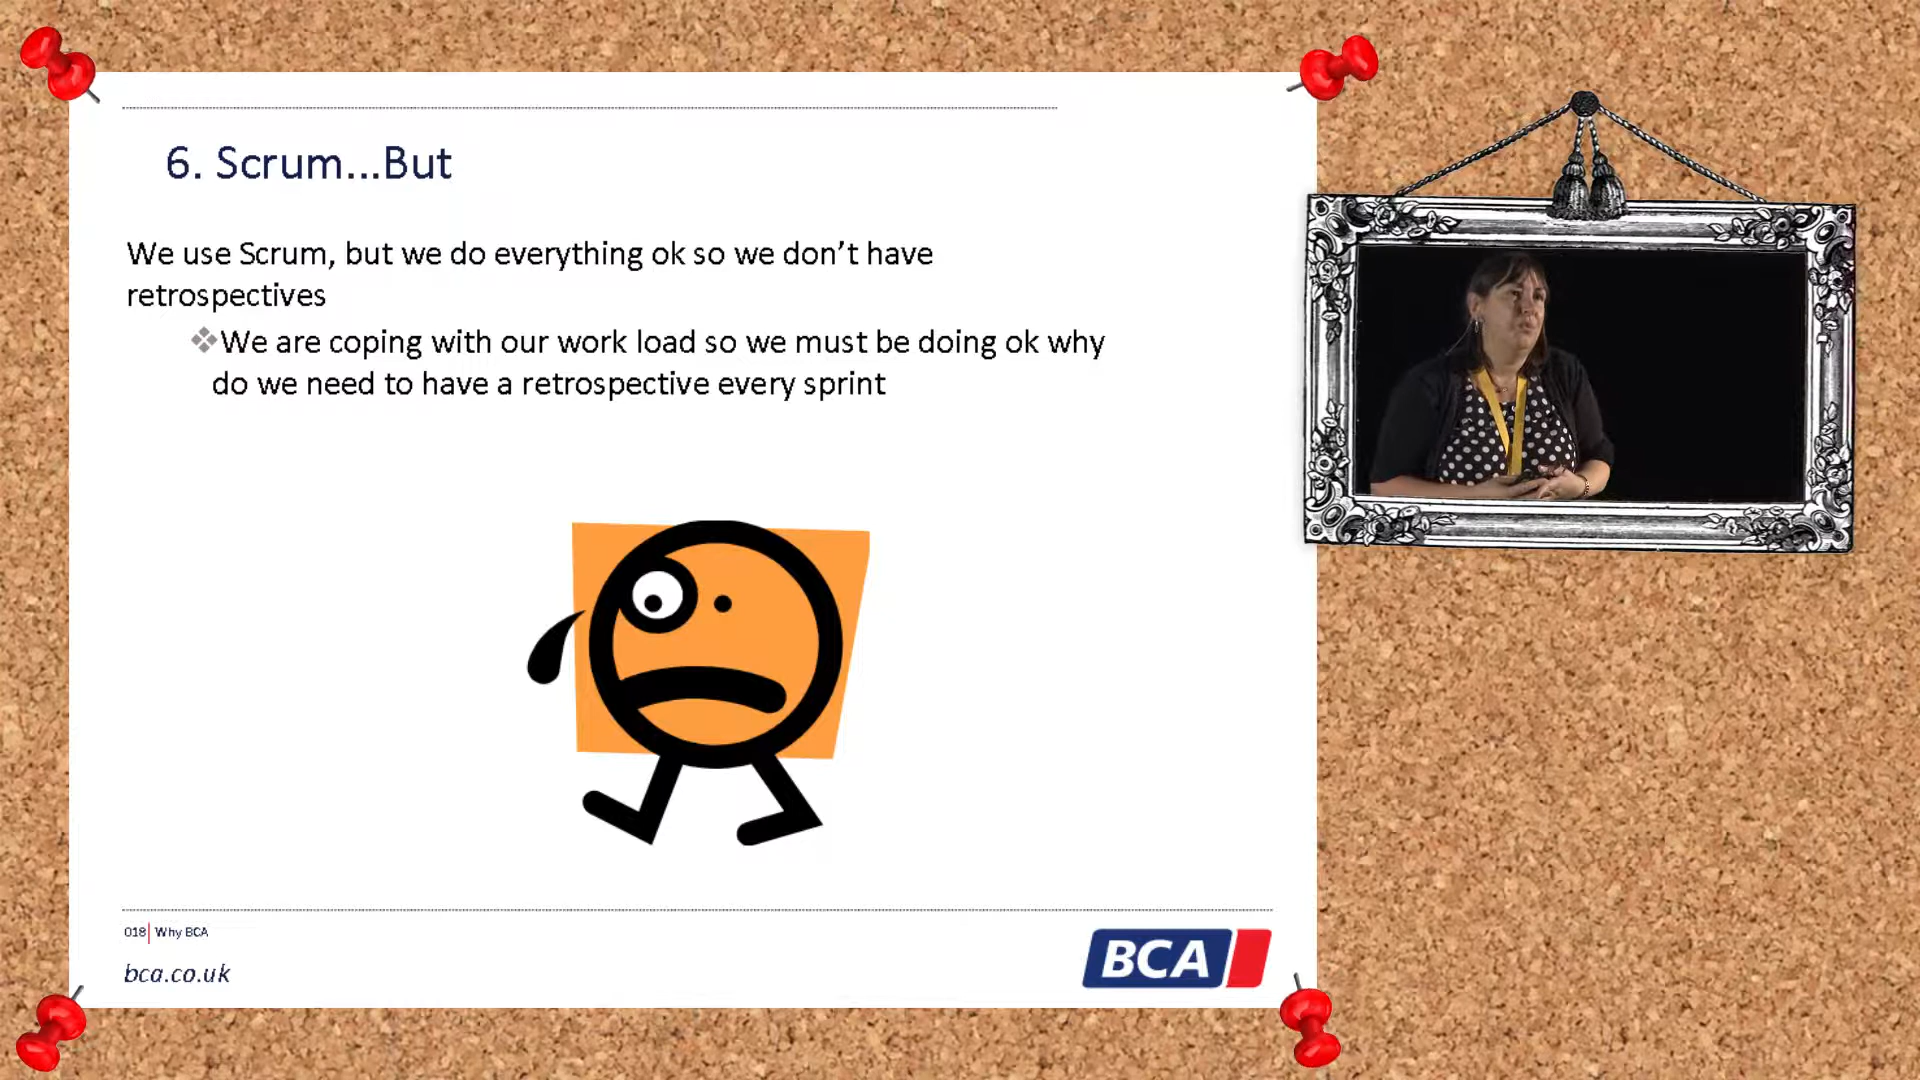 6. Scrum...But
We use Scrum, but we do everything ok so we don’t have
retrospectives
We are coping with our work load so we must be doing ok why
do we need to have a retrospective every sprint
018 Why BCA
bca.co.uk
BCA